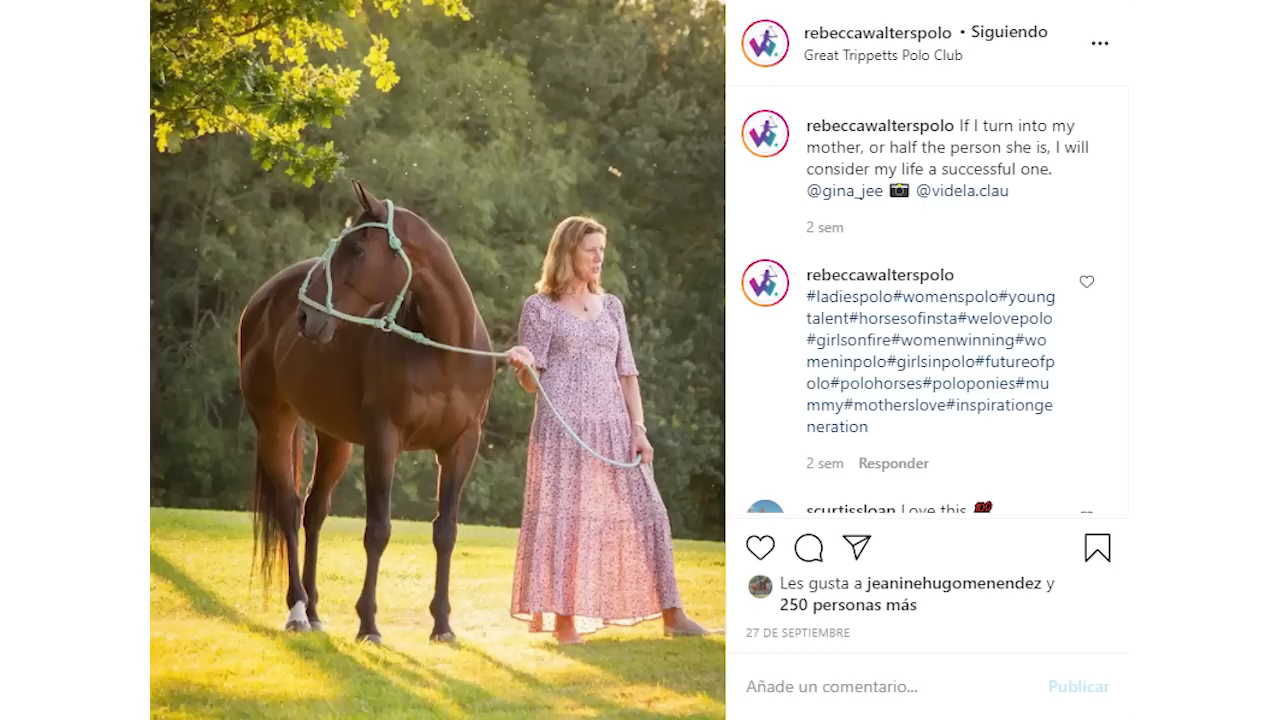 rebeccawalterspolo • Siguiendo
Great Trippetts Polo Club
rebeccawalterspolo If I turn into my
mother, or half the person she is, I will
consider my life a successful one.
@gina_jee 📸 @videla.clau
2 sem
rebeccawalterspolo
#ladiespolo#womenspolo#young
talent#horsesofinsta#welovepolo
#girlsonfire#womenwinning#wo
meninpolo#girlsinpolo#futureofp
olo#polohorses#poloponies#mu
mmy#motherslove#inspirationge
neration
2 sem Responder
scurtissloan Love this 💯
Les gusta a jeaninehugomenendez y
250 personas más
27 DE SEPTIEMBRE
Añade un comentario...
Publicar